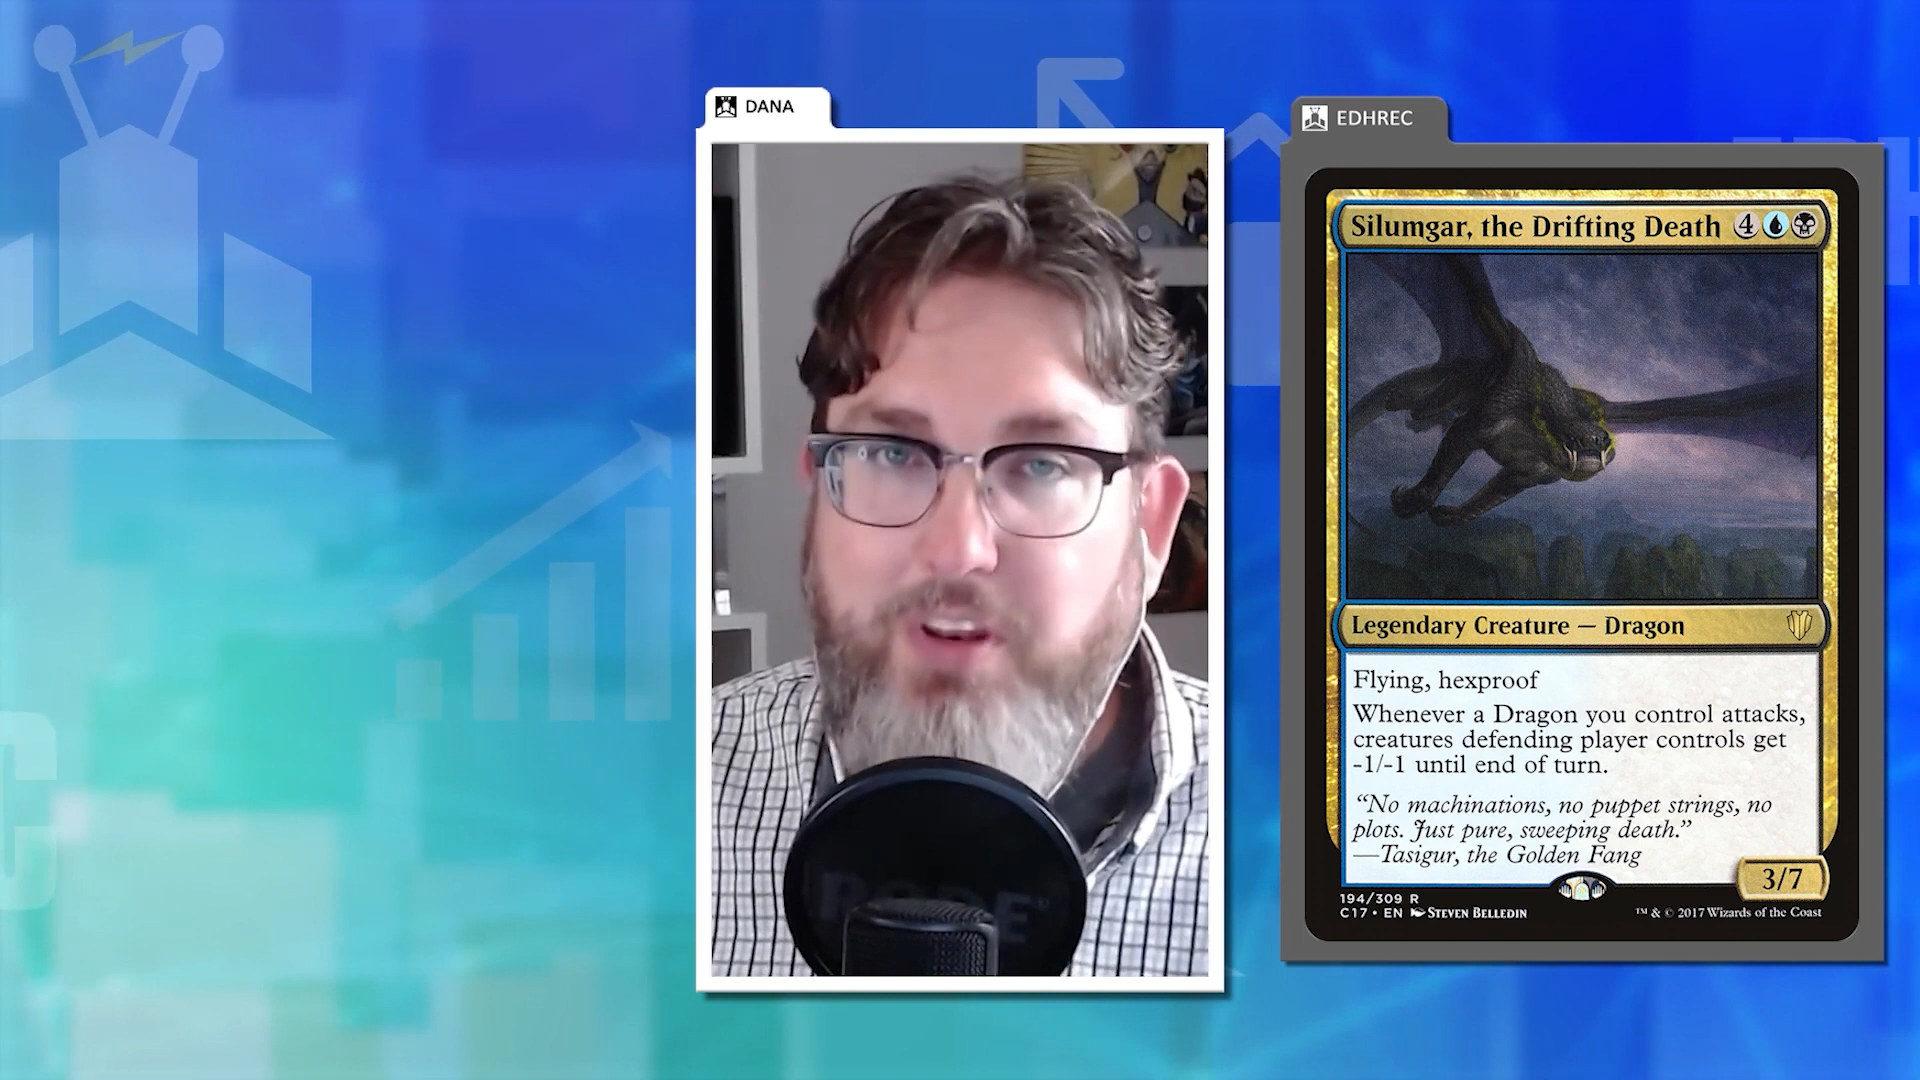 DANA
EDHREC
Silumgar, the Drifting Death 4
Legendary Creature — Dragon
Flying, hexproof
Whenever a Dragon you control attacks,
creatures defending player controls get
-1/-1 until end of turn.
“No machinations, no puppet strings, no
plots. Just pure, sweeping death.”
—Tasigur, the Golden Fang
3/7
194/309 R
C17 • EN Steven Belledin
™ & © 2017 Wizards of the Coast